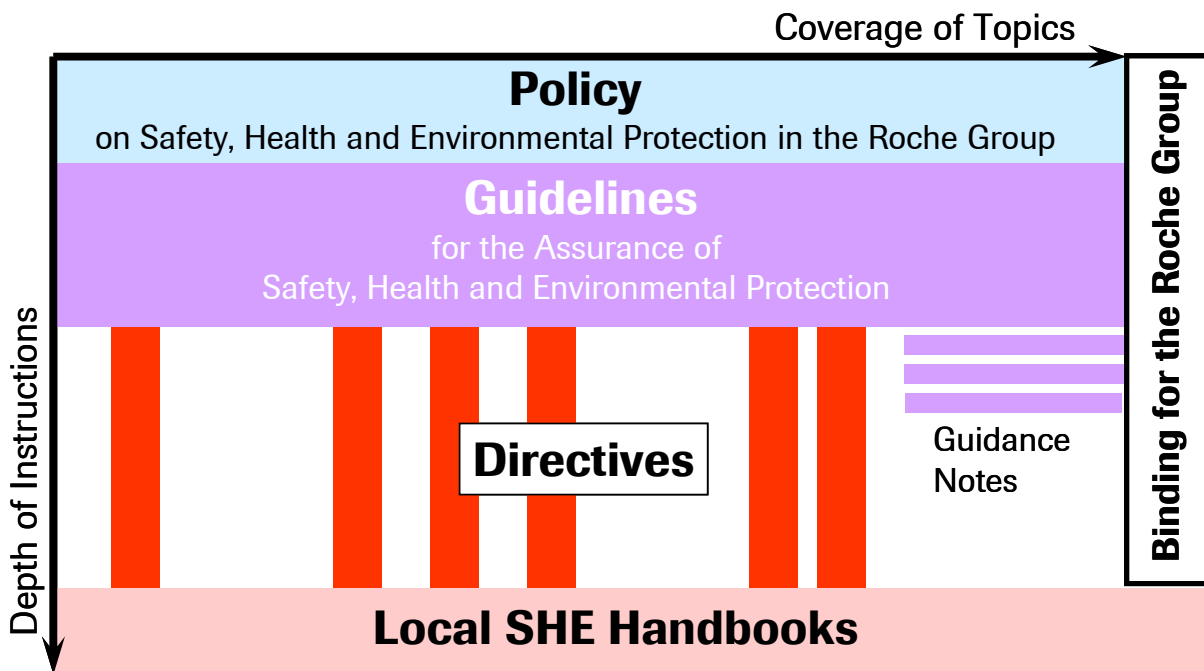 Coverage of Topics
Policy
on Safety, Health and Environmental Protection in the Roche Group
Guidelines
for the Assurance of
Safety, Health and Environmental Protection
Depth of Instructions
Directives
Guidance
Notes
Binding for the Roche Group
Local SHE Handbooks